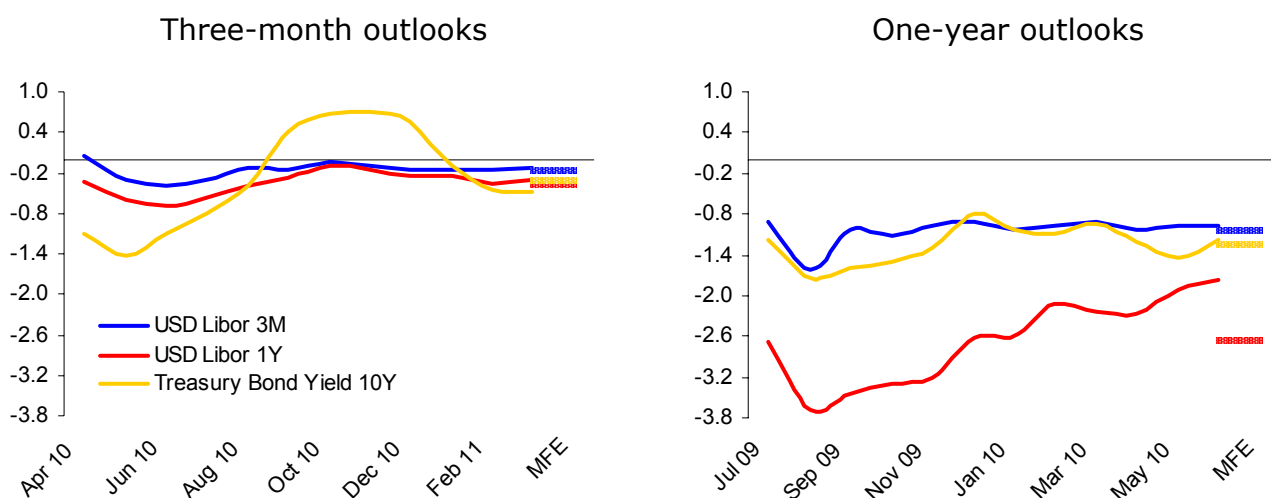 Three-month outlooks
1.0
0.4
-0.2
-0.8
-1.4
-2.0
-2.6
-3.2
-3.8
USD Libor 3M
USD Libor 1Y
Treasury Bond Yield 10Y
Apr 10
Jun 10
Aug 10
Oct 10
Dec 10
Feb 11
MFE
One-year outlooks
1.0
0.4
-0.2
-0.8
-1.4
-2.0
-2.6
-3.2
-3.8
Jul 09
Sep 09
Nov 09
Jan 10
Mar 10
May 10
MFE